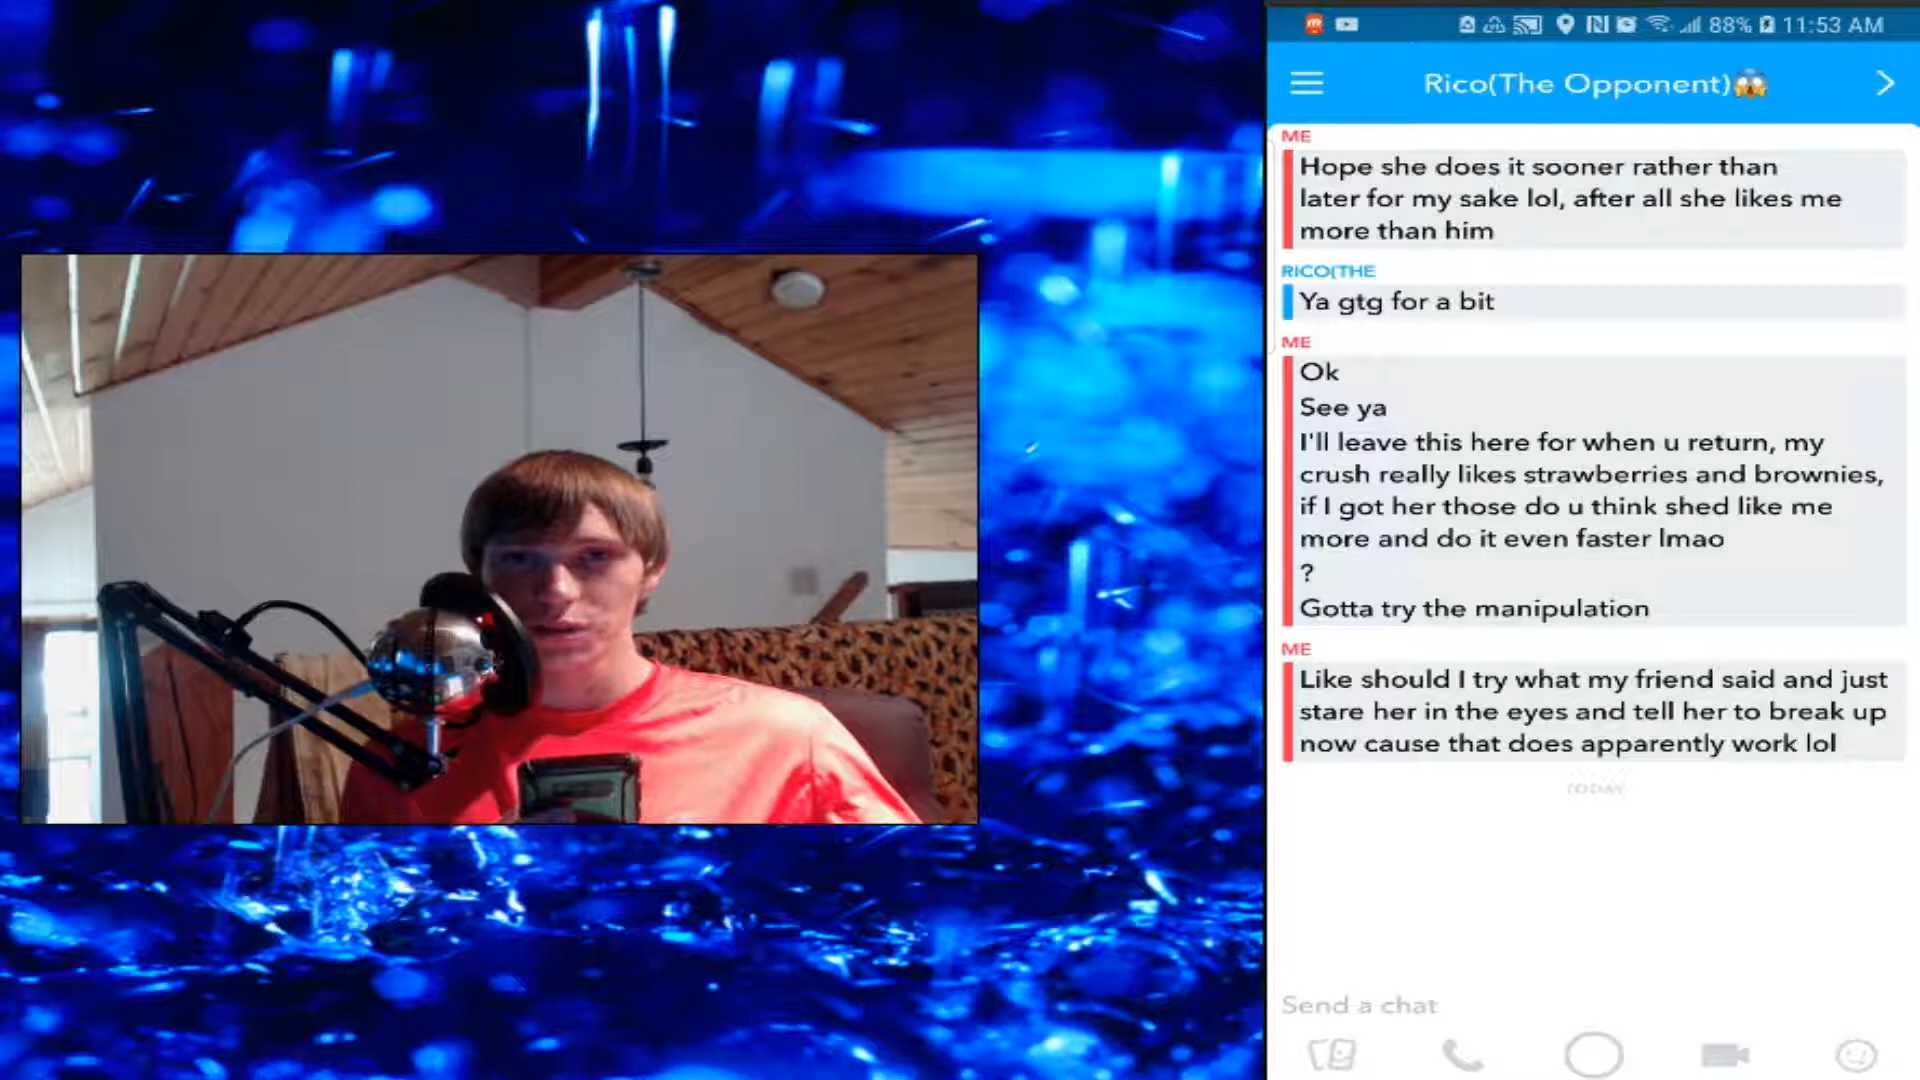 88% 11:53 AM
Rico(The Opponent)😱
ME
Hope she does it sooner rather than
later for my sake lol, after all she likes me
more than him
RICO(THE
Ya gtg for a bit
ME
Ok
See ya
I'll leave this here for when u return, my
crush really likes strawberries and brownies,
if I got her those do u think shed like me
more and do it even faster lmao
?
Gotta try the manipulation
ME
Like should I try what my friend said and just
stare her in the eyes and tell her to break up
now cause that does apparently work lol
TODAY
Send a chat